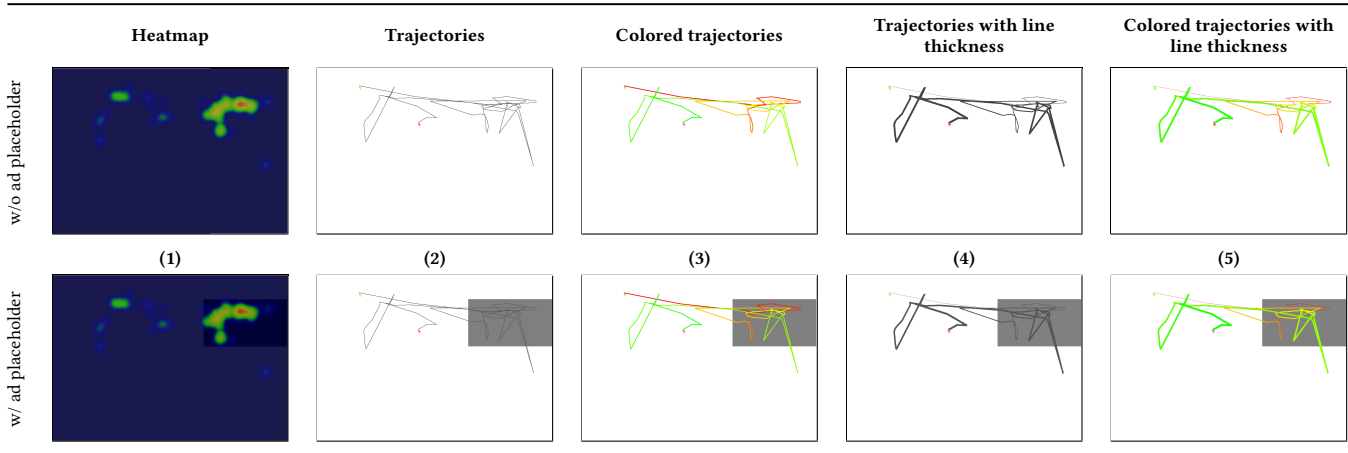 Heatmap
Trajectories
Colored trajectories
Trajectories with line
thickness
Colored trajectories with
line thickness
w/o ad placeholder
(1)
(2)
(3)
(4)
(5)
w/ ad placeholder